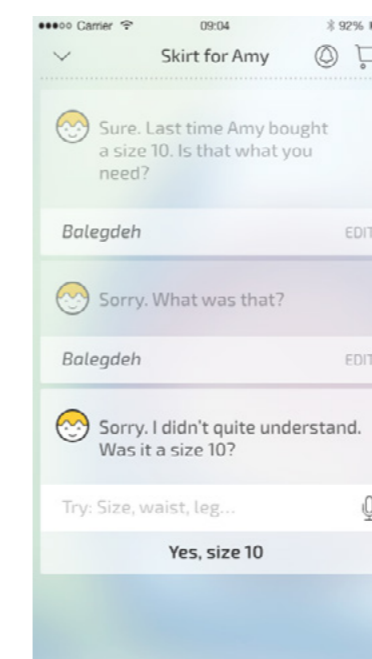 Carrier 09:04 92%
Skirt for Amy
Sure. Last time Amy bought
a size 10. Is that what you
need?
Balegdeh EDIT
Sorry. What was that?
Balegdeh EDIT
Sorry. I didn't quite understand.
Was it a size 10?
Try: Size, waist, leg...
Yes, size 10